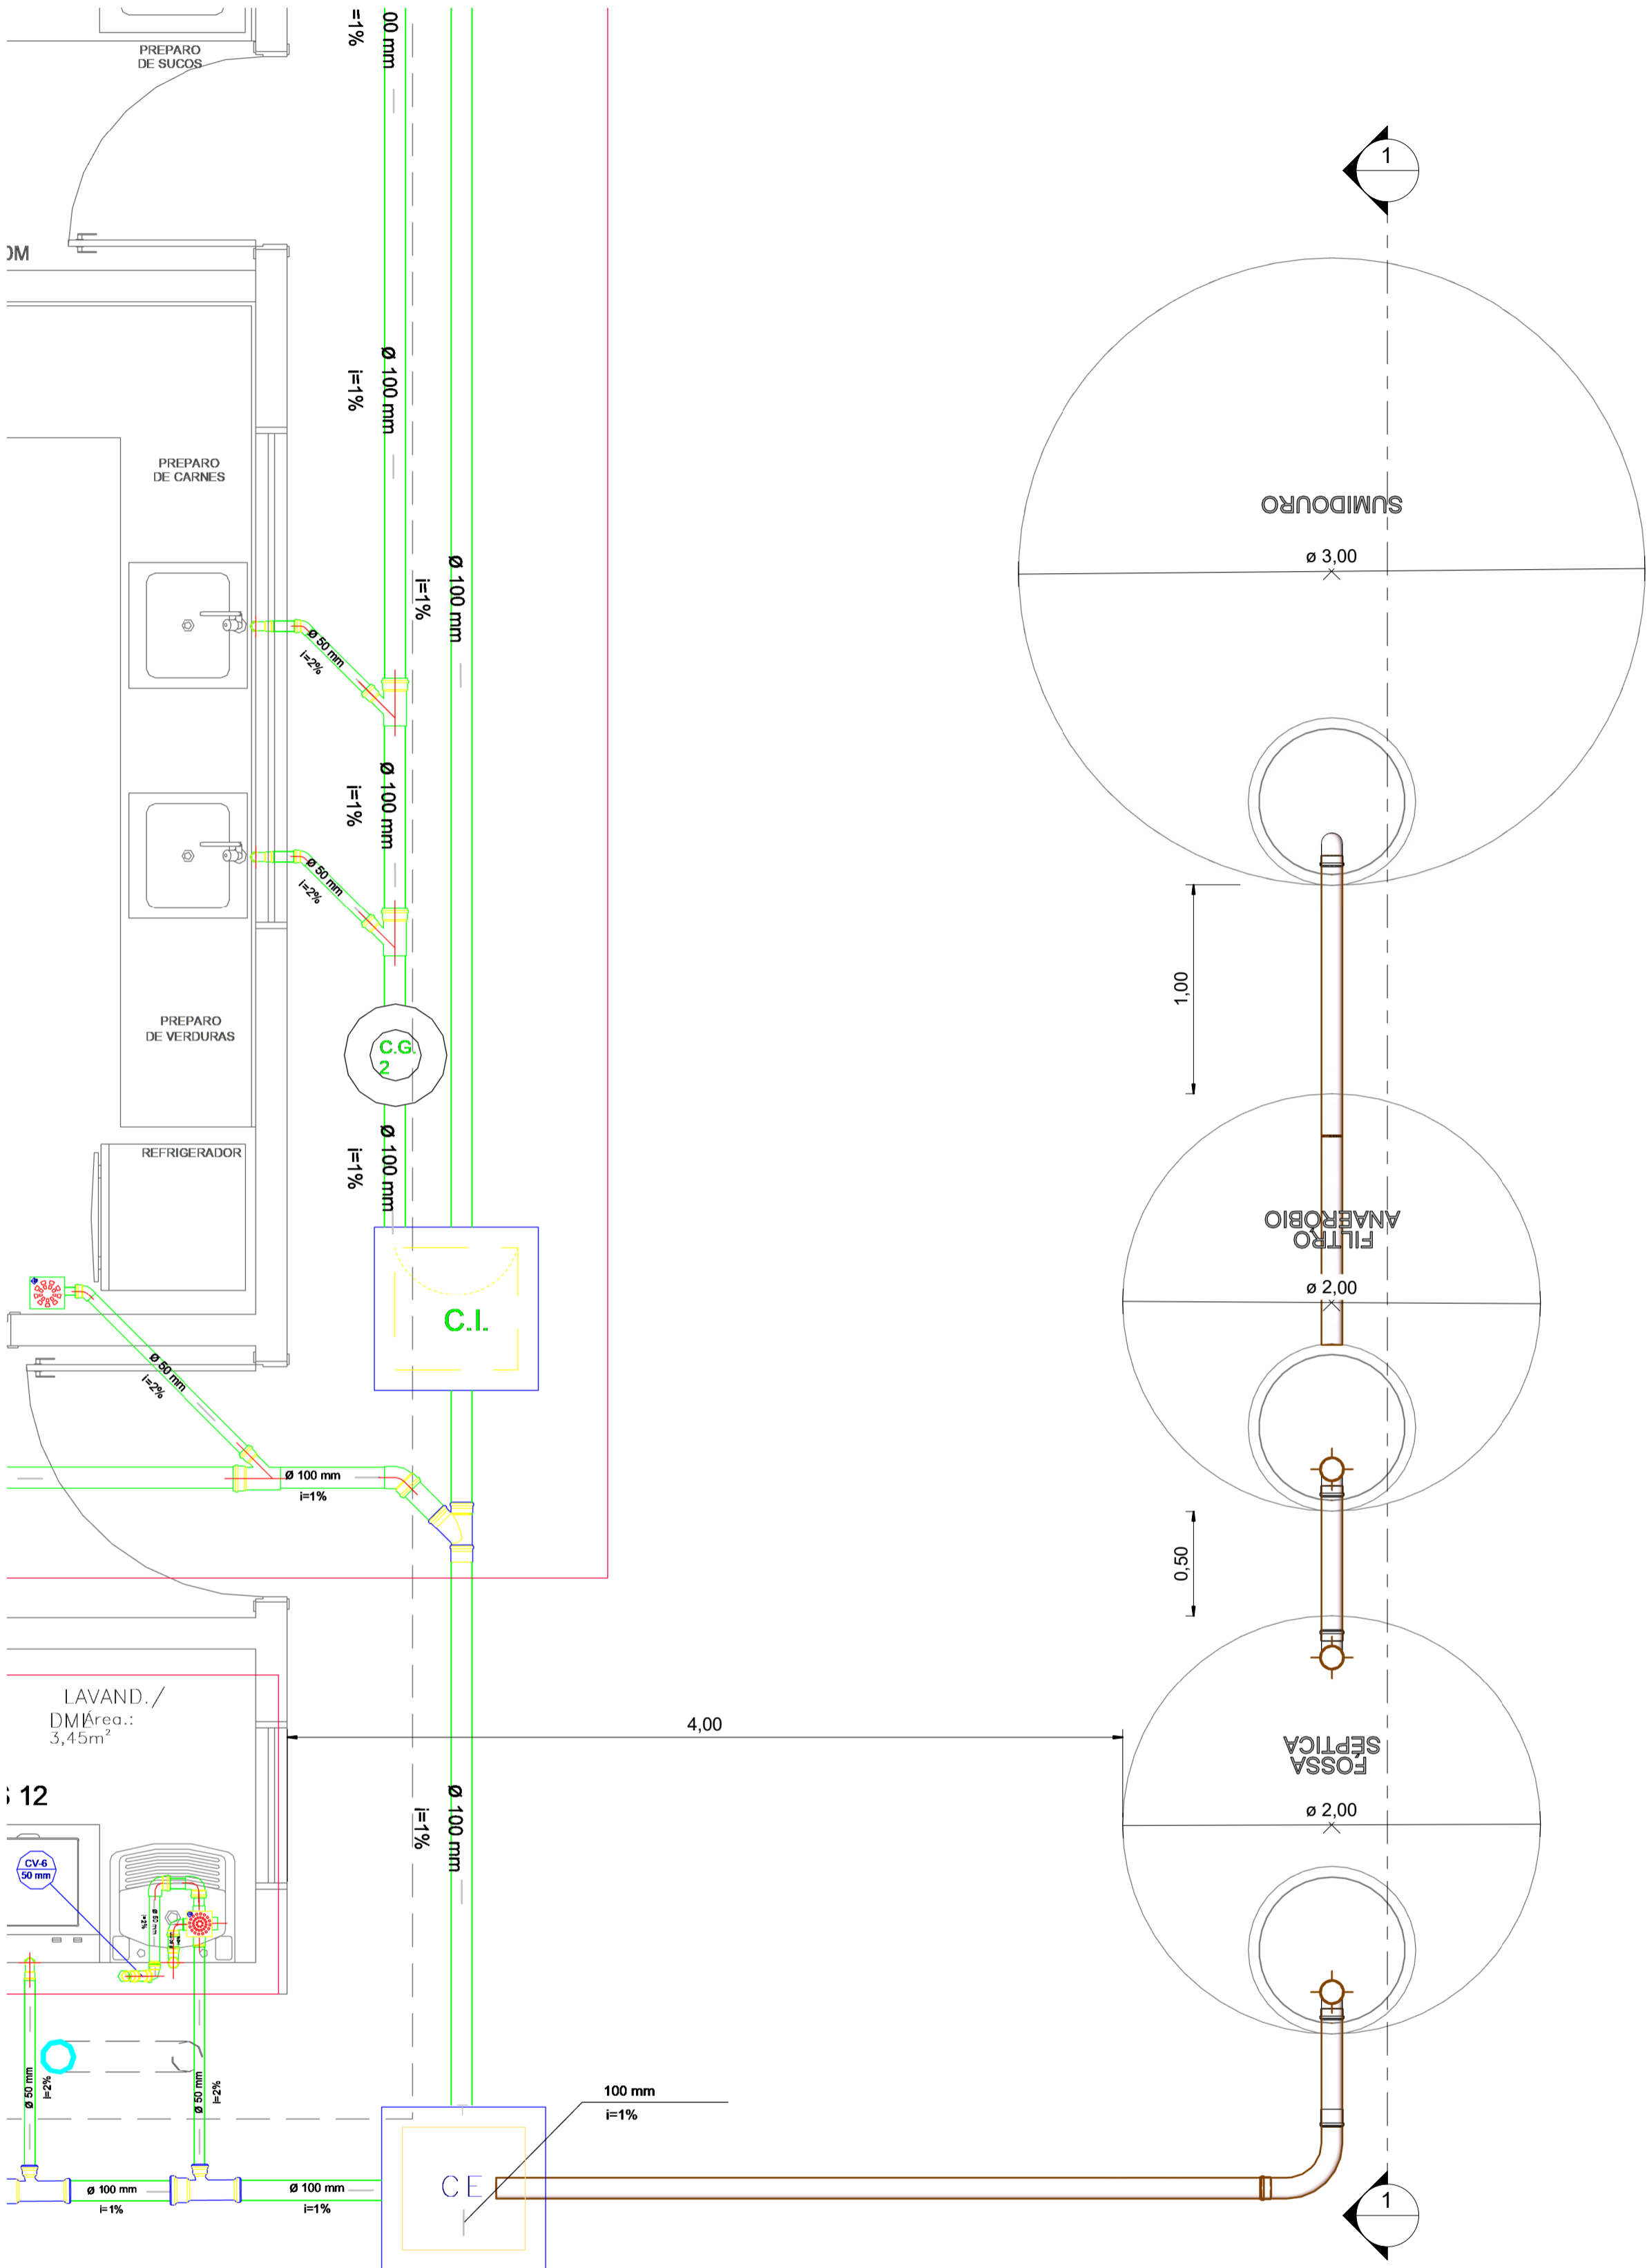 00 mm
=1%
PREPARO
DE SUCOS
1
OM
Ø 100 mm
i=1%
PREPARO
DE CARNES
SUMIDOURO
ø 3,00
Ø 100 mm
i=1%
Ø 50 mm
i=2%
Ø 100 mm
i=1%
Ø 50 mm
i=2%
1,00
PREPARO
DE VERDURAS
C.G.
2
REFRIGERADOR
Ø 100 mm
i=1%
FILTRO
ANAERÓBIO
ø 2,00
C.I.
Ø 50 mm
i=2%
Ø 100 mm
i=1%
0,50
LAVAND./
DML
Área.:
3,45m²
4,00
FOSSA
SÉPTICA
12
Ø 100 mm
i=1%
ø 2,00
CV-6
50 mm
Ø 50 mm
i=2%
Ø 50 mm
i=2%
Ø 50 mm
i=2%
100 mm
i=1%
CE
Ø 100 mm
i=1%
Ø 100 mm
i=1%
1